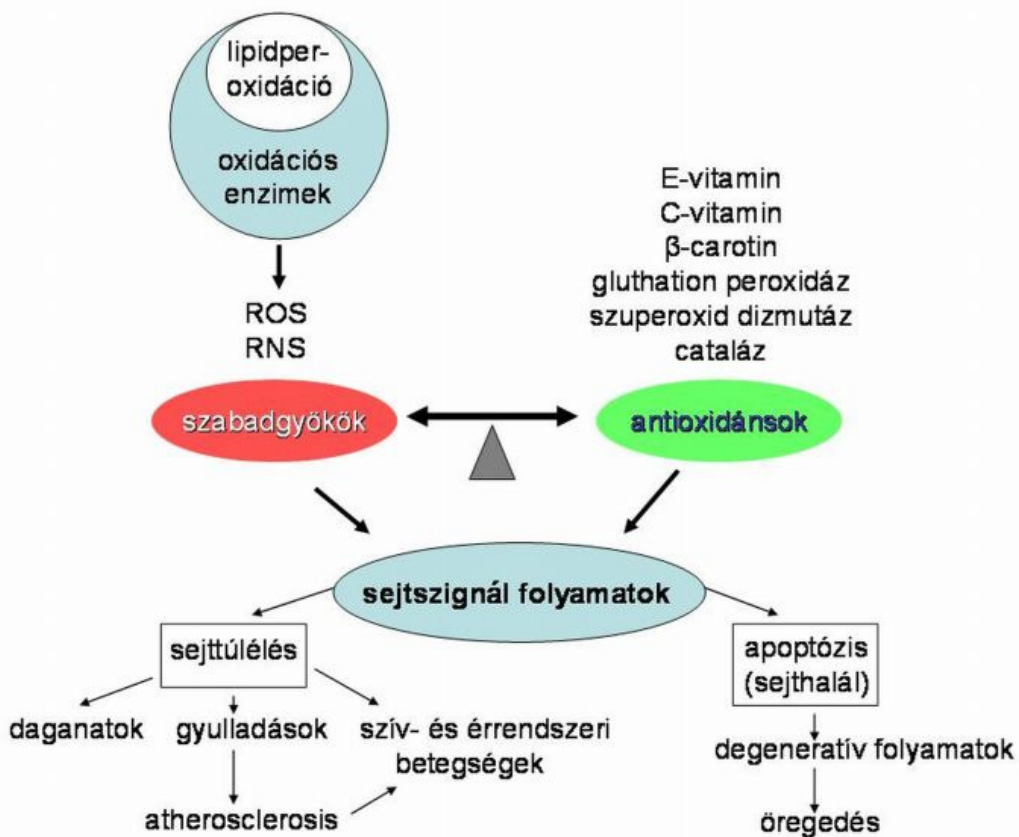 lipidper-
oxidáció
oxidációs
enzimek
ROS
RNS
E-vitamin
C-vitamin
β-carotin
gluthation peroxidáz
szuperoxid dizmutáz
cataláz
szabadgyökök
antioxidánsok
sejtszignál folyamatok
sejttúlélés
apoptózis
(sejthalál)
daganatok
gyulladások
szív- és érrendszeri
betegségek
degeneratív folyamatok
atherosclerosis
öregedés